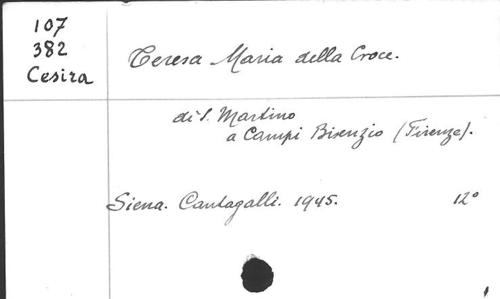 107
382
Cesira
Teresa Maria della Croce.
di S. Martino
a Campi Bisenzio (Firenze).
Siena. Cantagalli. 1945. 12°